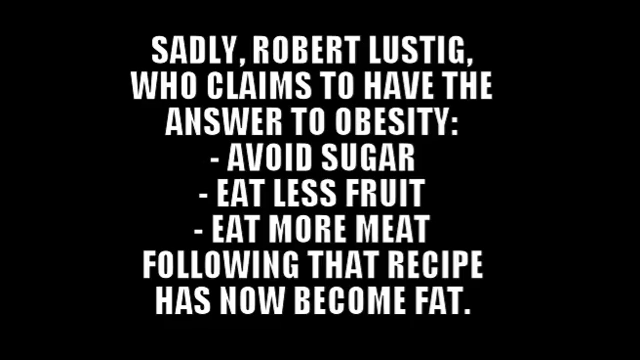 SADLY, ROBERT LUSTIG,
WHO CLAIMS TO HAVE THE
ANSWER TO OBESITY:
- AVOID SUGAR
- EAT LESS FRUIT
- EAT MORE MEAT
FOLLOWING THAT RECIPE
HAS NOW BECOME FAT.